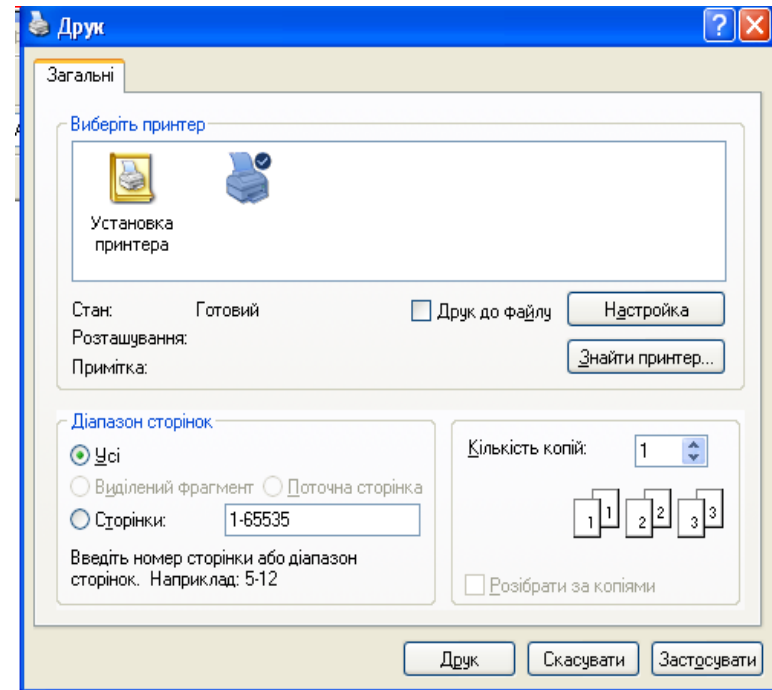 Друк
Загальні
Виберіть принтер
Установка
принтера
Стан: Готовий
Друк до файлу
Настройка
Розташування:
Примітка:
Знайти принтер...
Діапазон сторінок
Усі
Виділений фрагмент
Поточна сторінка
Сторінки: 1-65535
Введіть номер сторінки або діапазон
сторінок. Наприклад: 5-12
Кількість копій: 1
1 1 2 2 3 3
Розібрати за копіями
Друк
Скасувати
Застосувати